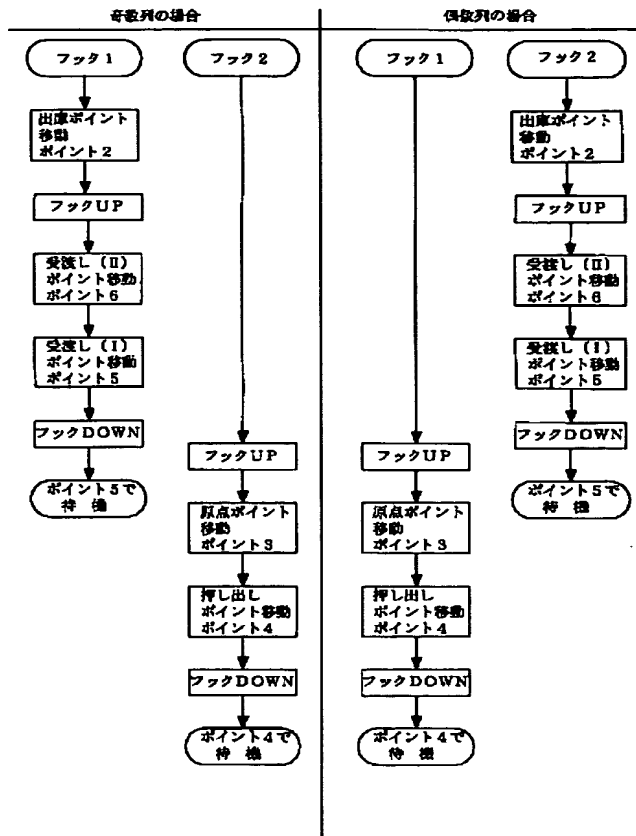 奇数列の場合
フック1
出庫ポイント
移動
ポイント2
フックUP
受渡し（II）
ポイント移動
ポイント6
受渡し（I）
ポイント移動
ポイント5
フックDOWN
ポイント5で
待 機
フック2
フックUP
原点ポイント
移動
ポイント3
押し出し
ポイント移動
ポイント4
フックDOWN
ポイント4で
待 機
偶数列の場合
フック1
フックUP
原点ポイント
移動
ポイント3
押し出し
ポイント移動
ポイント4
フックDOWN
ポイント4で
待 機
フック2
出庫ポイント
移動
ポイント2
フックUP
受渡し（II）
ポイント移動
ポイント6
受渡し（I）
ポイント移動
ポイント5
フックDOWN
ポイント5で
待 機